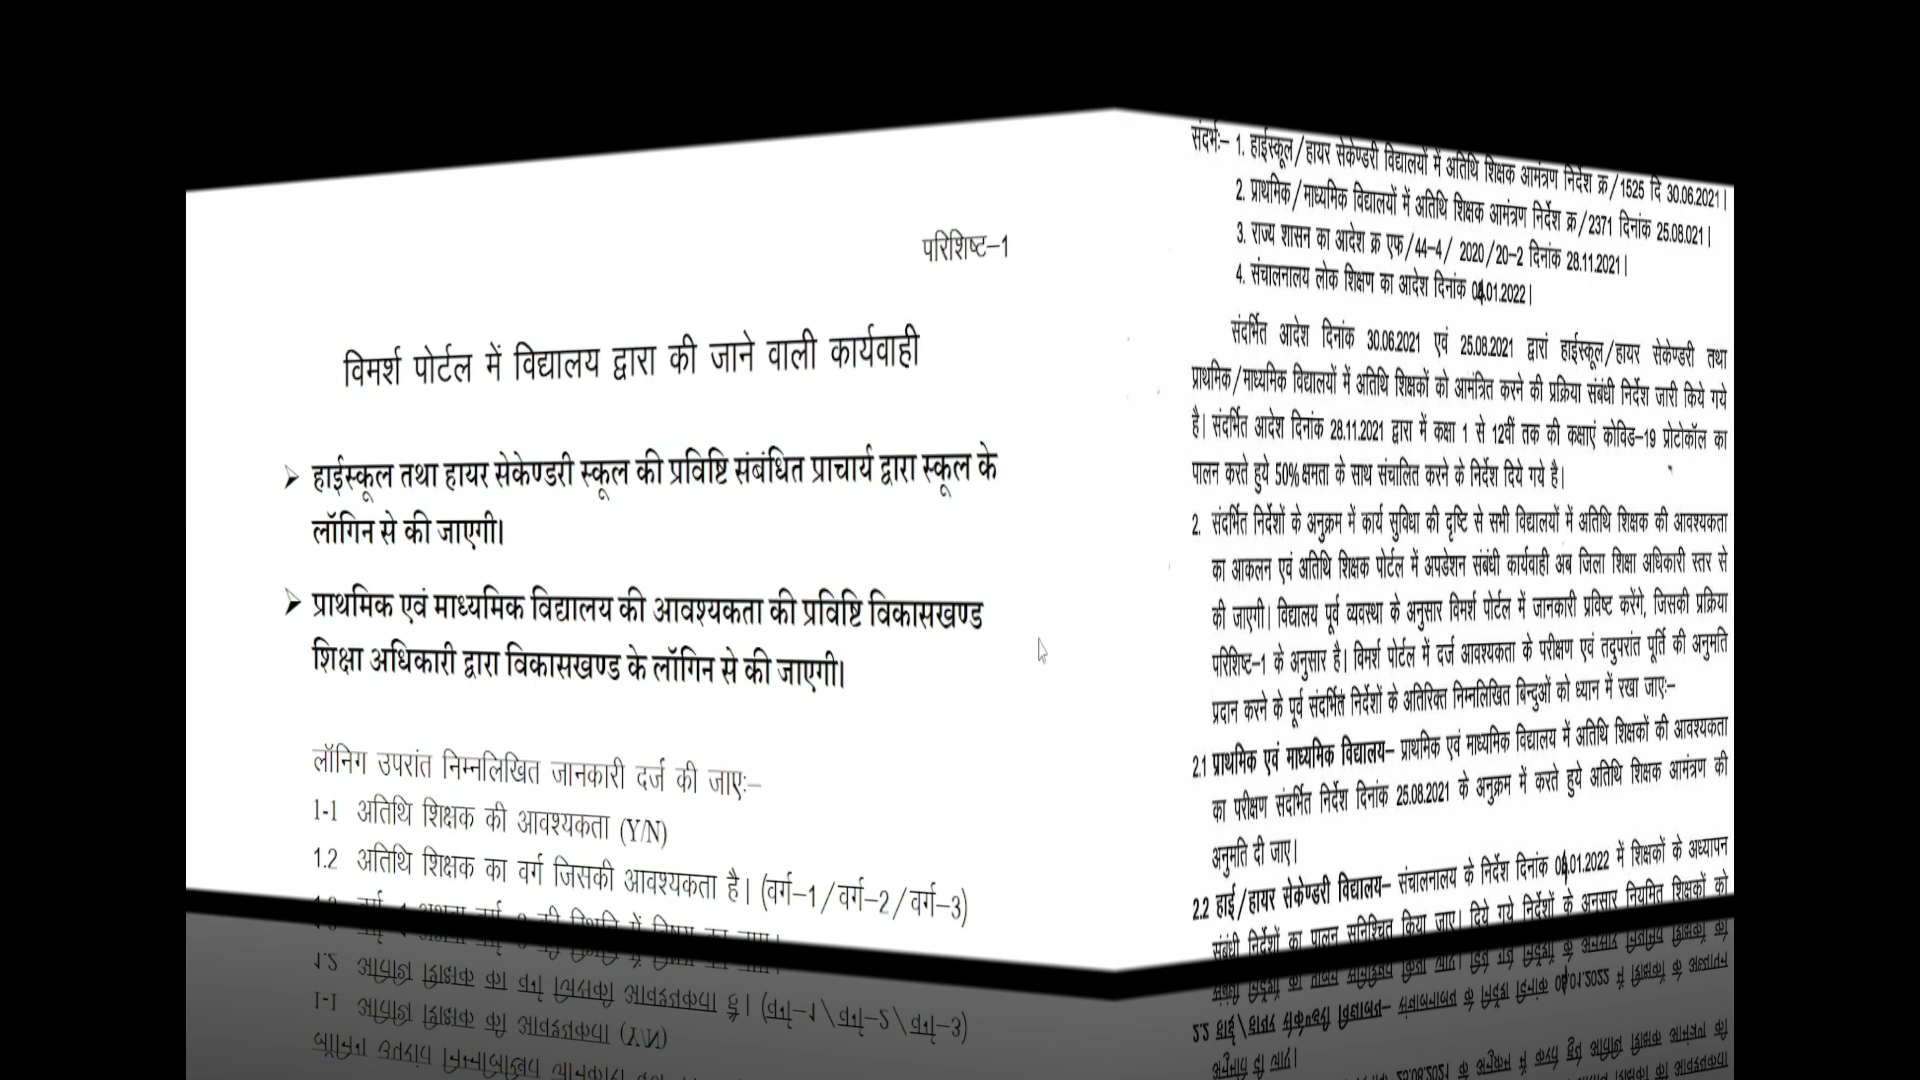 परिशिष्ट–1
विमर्श पोर्टल में विद्यालय द्वारा की जाने वाली कार्यवाही
➤ हाईस्कूल तथा हायर सेकेण्डरी स्कूल की प्रविष्टि संबंधित प्राचार्य द्वारा स्कूल के
लॉगिन से की जाएगी।
➤ प्राथमिक एवं माध्यमिक विद्यालय की आवश्यकता की प्रविष्टि विकासखण्ड
शिक्षा अधिकारी द्वारा विकासखण्ड के लॉगिन से की जाएगी।
लॉनिग उपरांत निम्नलिखित जानकारी दर्ज की जाएः–
1-1 अतिथि शिक्षक की आवश्यकता (Y/N)
1.2 अतिथि शिक्षक का वर्ग जिसकी आवश्यकता है। (वर्ग–1/वर्ग–2/वर्ग–3)
संदर्भः– 1. हाईस्कूल/हायर सेकेण्डरी विद्यालयों में अतिथि शिक्षक आमंत्रण निर्देश क्र/1525 दि 30.06.2021।
2. प्राथमिक/माध्यमिक विद्यालयों में अतिथि शिक्षक आमंत्रण निर्देश क्र/2371 दिनांक 25.08.021।
3. राज्य शासन का आदेश क्र एफ/44–4/ 2020/20–2 दिनांक 28.11.2021।
4. संचालनालय लोक शिक्षण का आदेश दिनांक .01.2022।
संदर्भित आदेश दिनांक 30.06.2021 एवं 25.08.2021 द्वारां हाईस्कूल/हायर सेकेण्डरी तथा
प्राथमिक/माध्यमिक विद्यालयों में अतिथि शिक्षकों को आमंत्रित करने की प्रक्रिया संबंधी निर्देश जारी किये गये
है। संदर्भित आदेश दिनांक 28.11.2021 द्वारा में कक्षा 1 से 12वीं तक की कक्षाएं कोविड–19 प्रोटोकॉल का
पालन करते हुये 50% क्षमता के साथ संचालित करने के निर्देश दिये गये है।
2. संदर्भित निर्देशों के अनुक्रम में कार्य सुविधा की दृष्टि से सभी विद्यालयों में अतिथि शिक्षक की आवश्यकता
का आकलन एवं अतिथि शिक्षक पोर्टल में अपडेशन संबंधी कार्यवाही अब जिला शिक्षा अधिकारी स्तर से
की जाएगी। विद्यालय पूर्व व्यवस्था के अनुसार विमर्श पोर्टल में जानकारी प्रविष्ट करेंगे, जिसकी प्रक्रिया
परिशिष्ट–1 के अनुसार है। विमर्श पोर्टल में दर्ज आवश्यकता के परीक्षण एवं तदुपरांत पूर्ति की अनुमति
प्रदान करने के पूर्व संदर्भित निर्देशों के अतिरिक्त निम्नलिखित बिन्दुओं को ध्यान में रखा जाएः–
2.1 प्राथमिक एवं माध्यमिक विद्यालय– प्राथमिक एवं माध्यमिक विद्यालय में अतिथि शिक्षकों की आवश्यकता
का परीक्षण संदर्भित निर्देश दिनांक 25.08.2021 के अनुक्रम में करते हुये अतिथि शिक्षक आमंत्रण की
अनुमति दी जाए।
2.2 हाई/हायर सेकेण्डरी विद्यालय– संचालनालय के निर्देश दिनांक .01.2022 में शिक्षकों के अध्यापन
संबंधी निर्देशों का पालन सुनिश्चित किया जाए। दिये गये निर्देशों के अनुसार नियमित शिक्षकों को